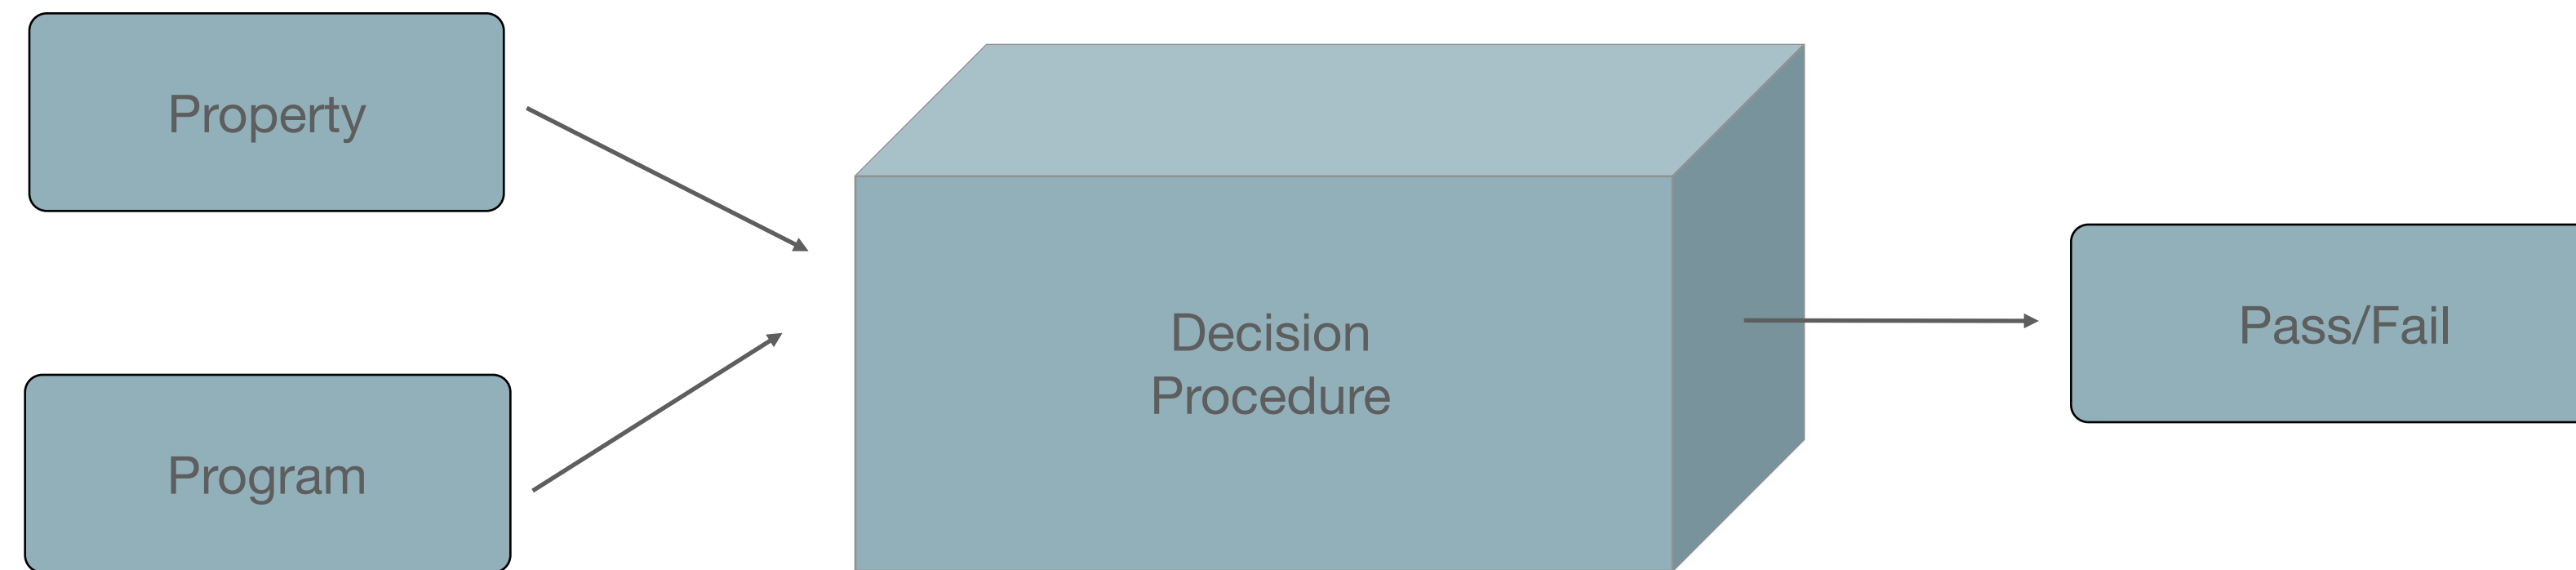 Property
Program
Decision
Procedure
Pass/Fail